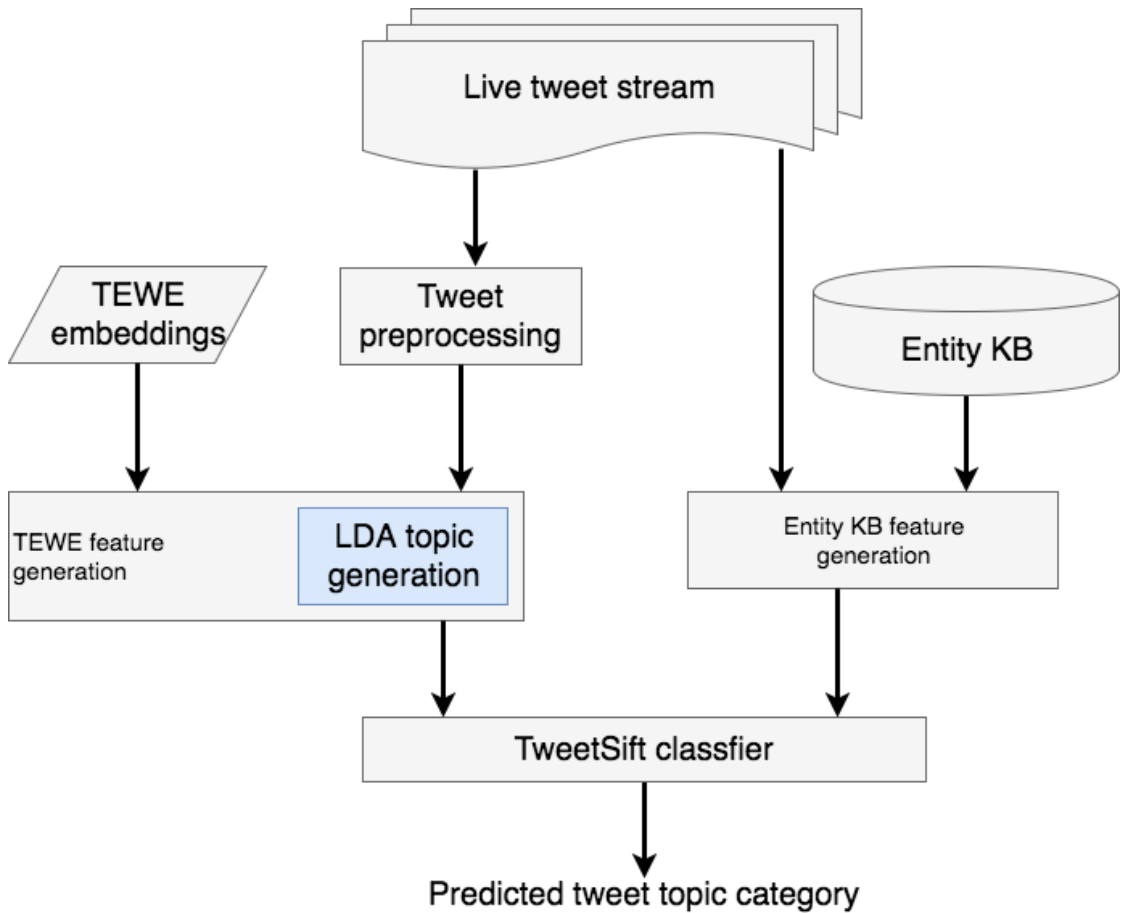 Live tweet stream
TEWE
embeddings
Tweet
preprocessing
Entity KB
TEWE feature
generation
LDA topic
generation
Entity KB feature
generation
TweetSift classfier
Predicted tweet topic category